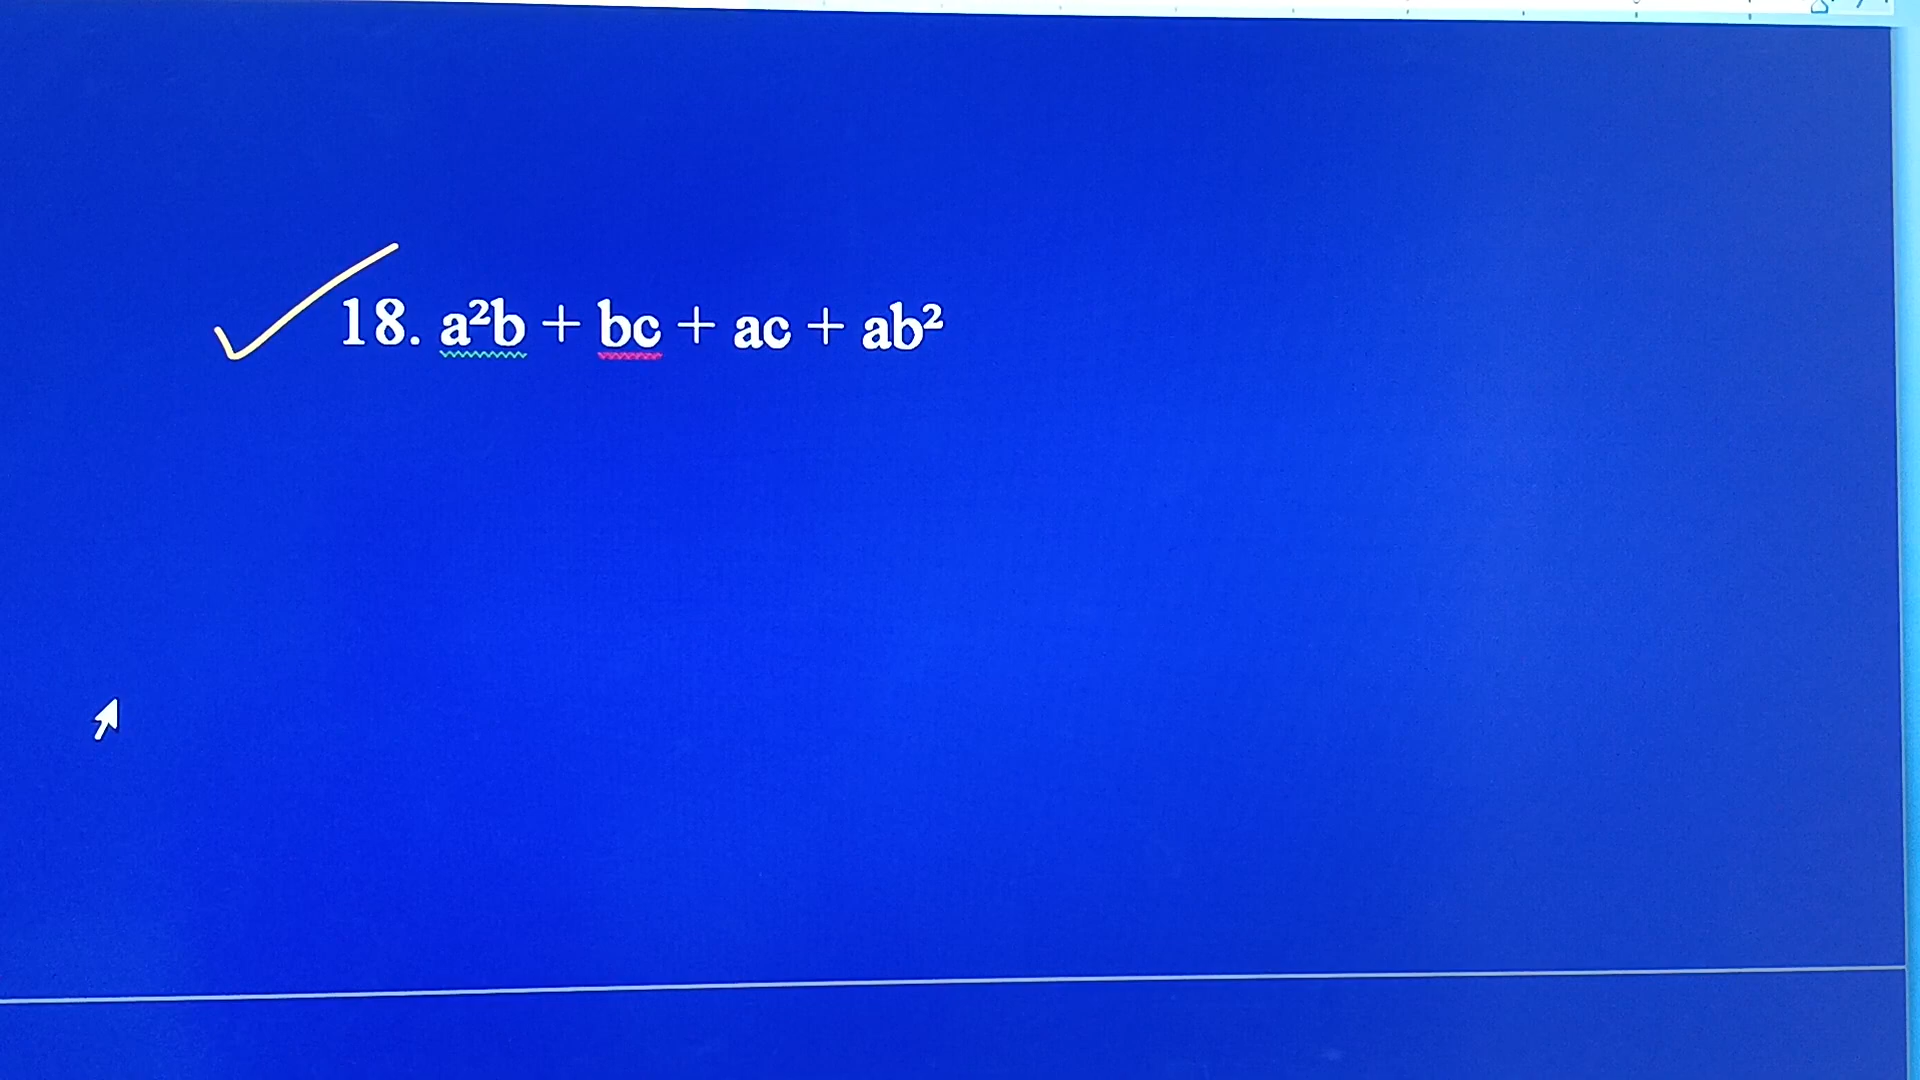 18. a²b + bc + ac + ab²